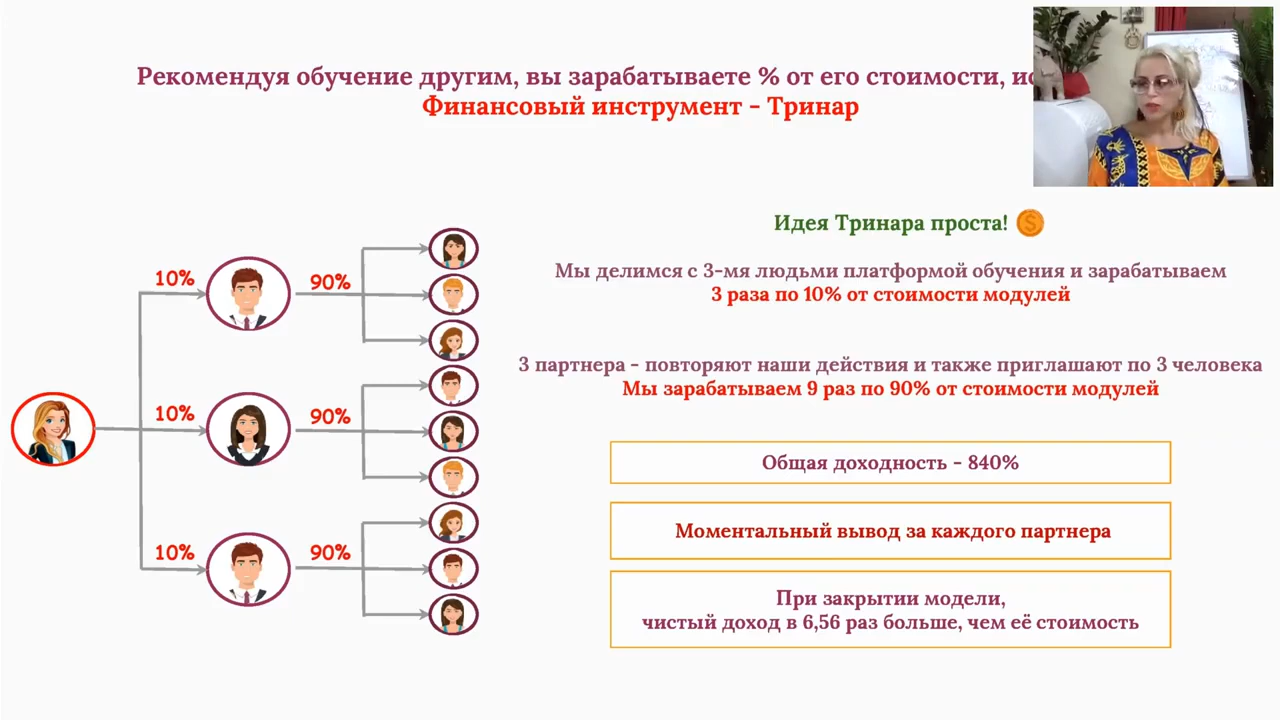 Рекомендуя обучение другим, вы зарабатываете % от его стоимости,
Финансовый инструмент - Тринар
Идея Тринара проста!
Мы делимся с 3-мя людьми платформой обучения и зарабатываем
3 раза по 10% от стоимости модулей
3 партнера - повторяют наши действия и также приглашают по 3 человека
Мы зарабатываем 9 раз по 90% от стоимости модулей
Общая доходность - 840%
Моментальный вывод за каждого партнера
При закрытии модели,
чистый доход в 6,56 раз больше, чем её стоимость
10%
90%
10%
90%
10%
90%